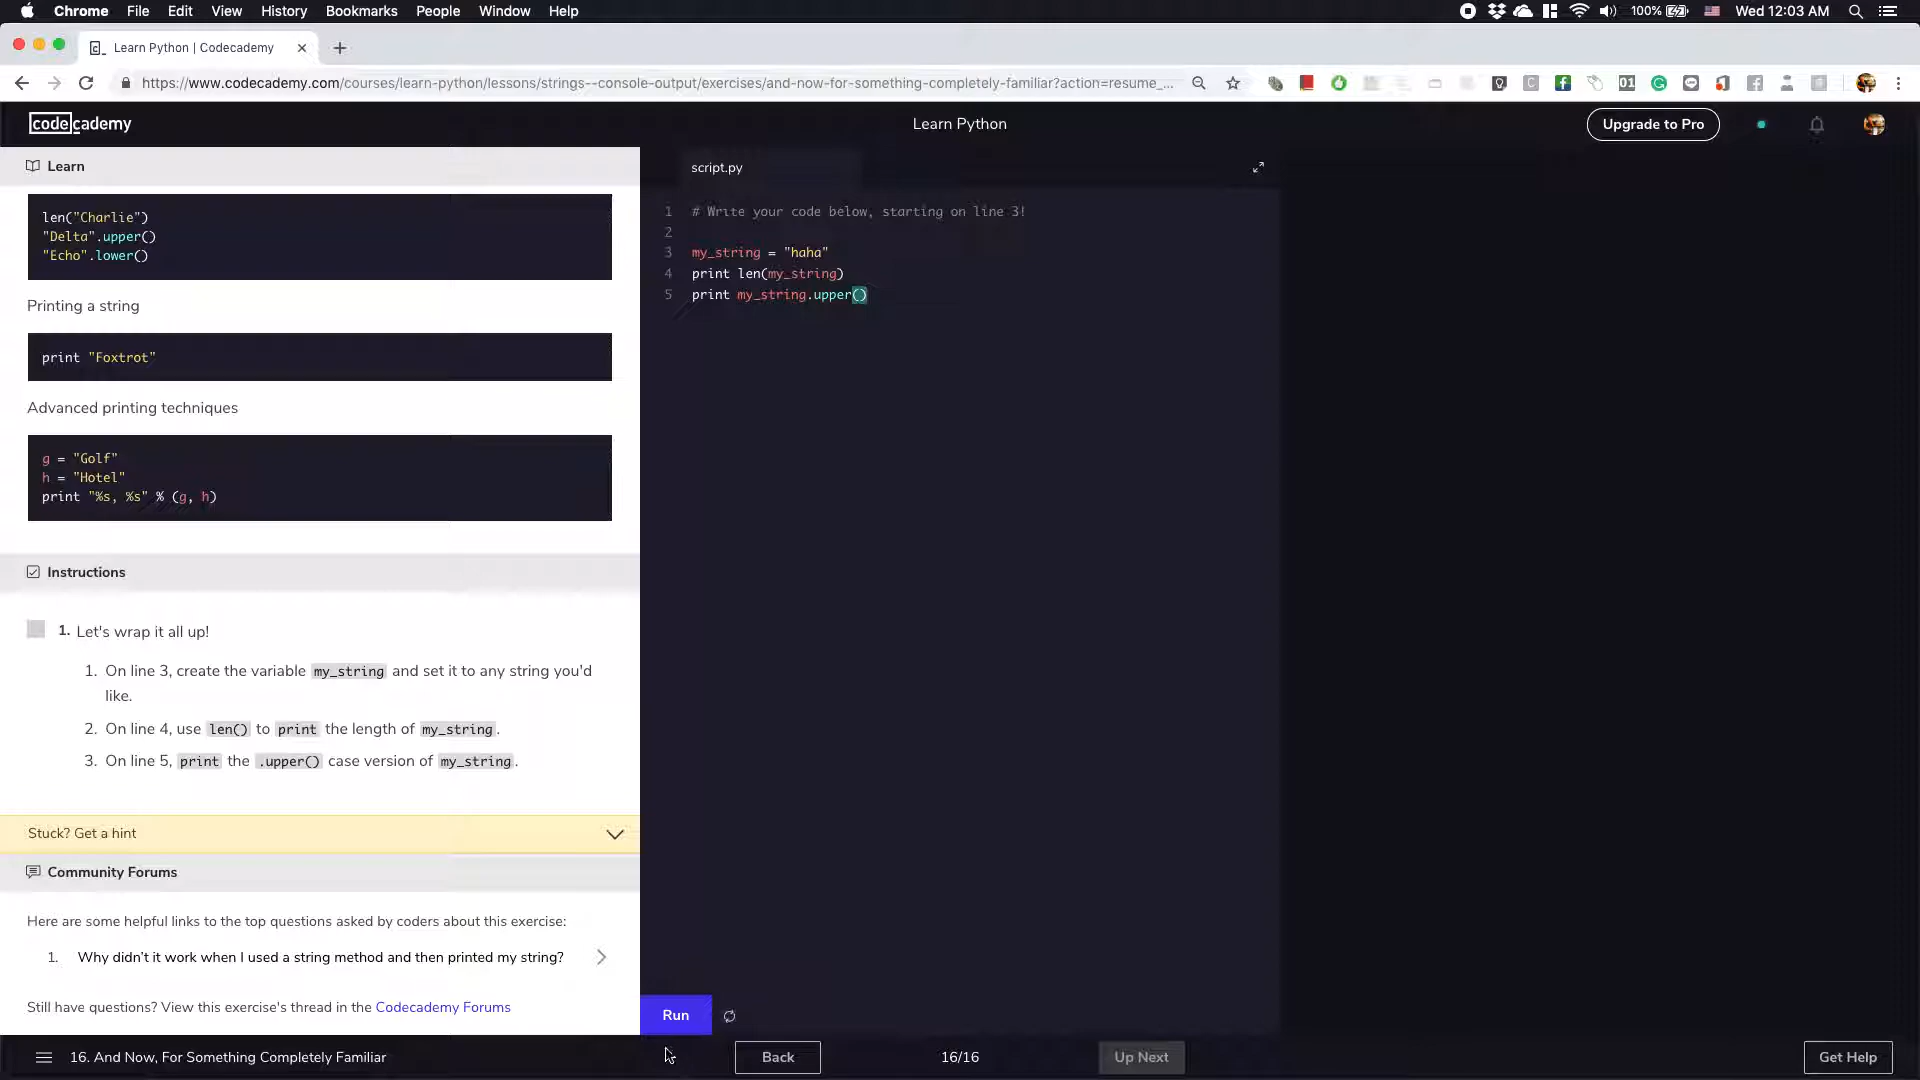 Chrome File Edit View History Bookmarks People Window Help
100% Wed 12:03 AM
Learn Python | Codecademy
https://www.codecademy.com/courses/learn-python/lessons/strings--console-output/exercises/and-now-for-something-completely-familiar?action=resume_...
codecademy
Learn Python
Upgrade to Pro
Learn
len("Charlie")
"Delta".upper()
"Echo".lower()
Printing a string
print "Foxtrot"
Advanced printing techniques
g = "Golf"
h = "Hotel"
print "%s, %s" % (g, h)
Instructions
1. Let's wrap it all up!
1. On line 3, create the variable my_string and set it to any string you'd
like.
2. On line 4, use len() to print the length of my_string.
3. On line 5, print the .upper() case version of my_string.
Stuck? Get a hint
Community Forums
Here are some helpful links to the top questions asked by coders about this exercise:
1. Why didn't it work when I used a string method and then printed my string?
Still have questions? View this exercise's thread in the Codecademy Forums
script.py
1 # Write your code below, starting on line 3!
2
3 my_string = "haha"
4 print len(my_string)
5 print my_string.upper()
Run
16. And Now, For Something Completely Familiar
Back
16/16
Up Next
Get Help